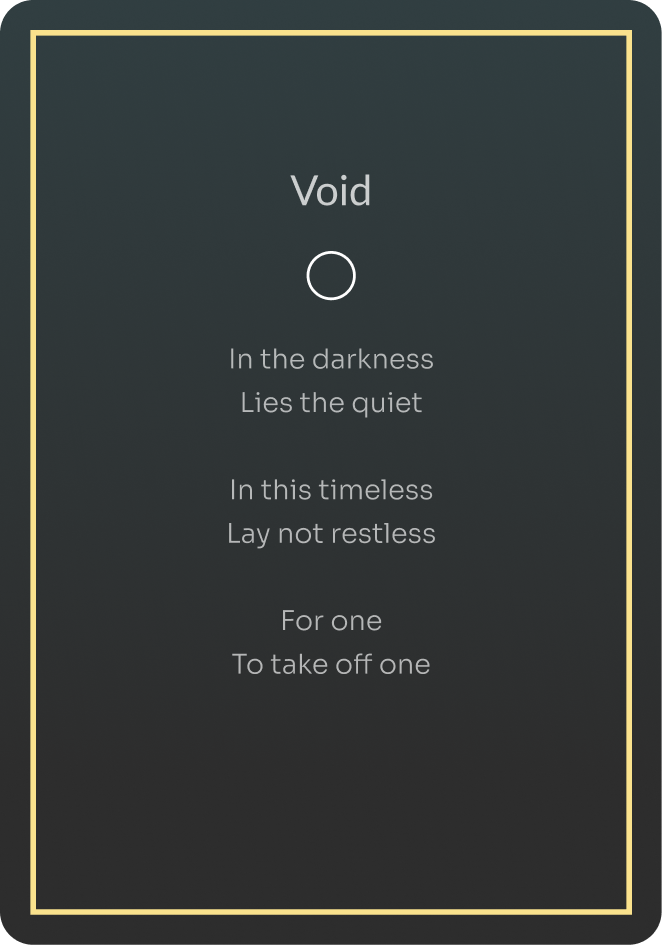 Void
In the darkness
Lies the quiet
In this timeless
Lay not restless
For one
To take off one